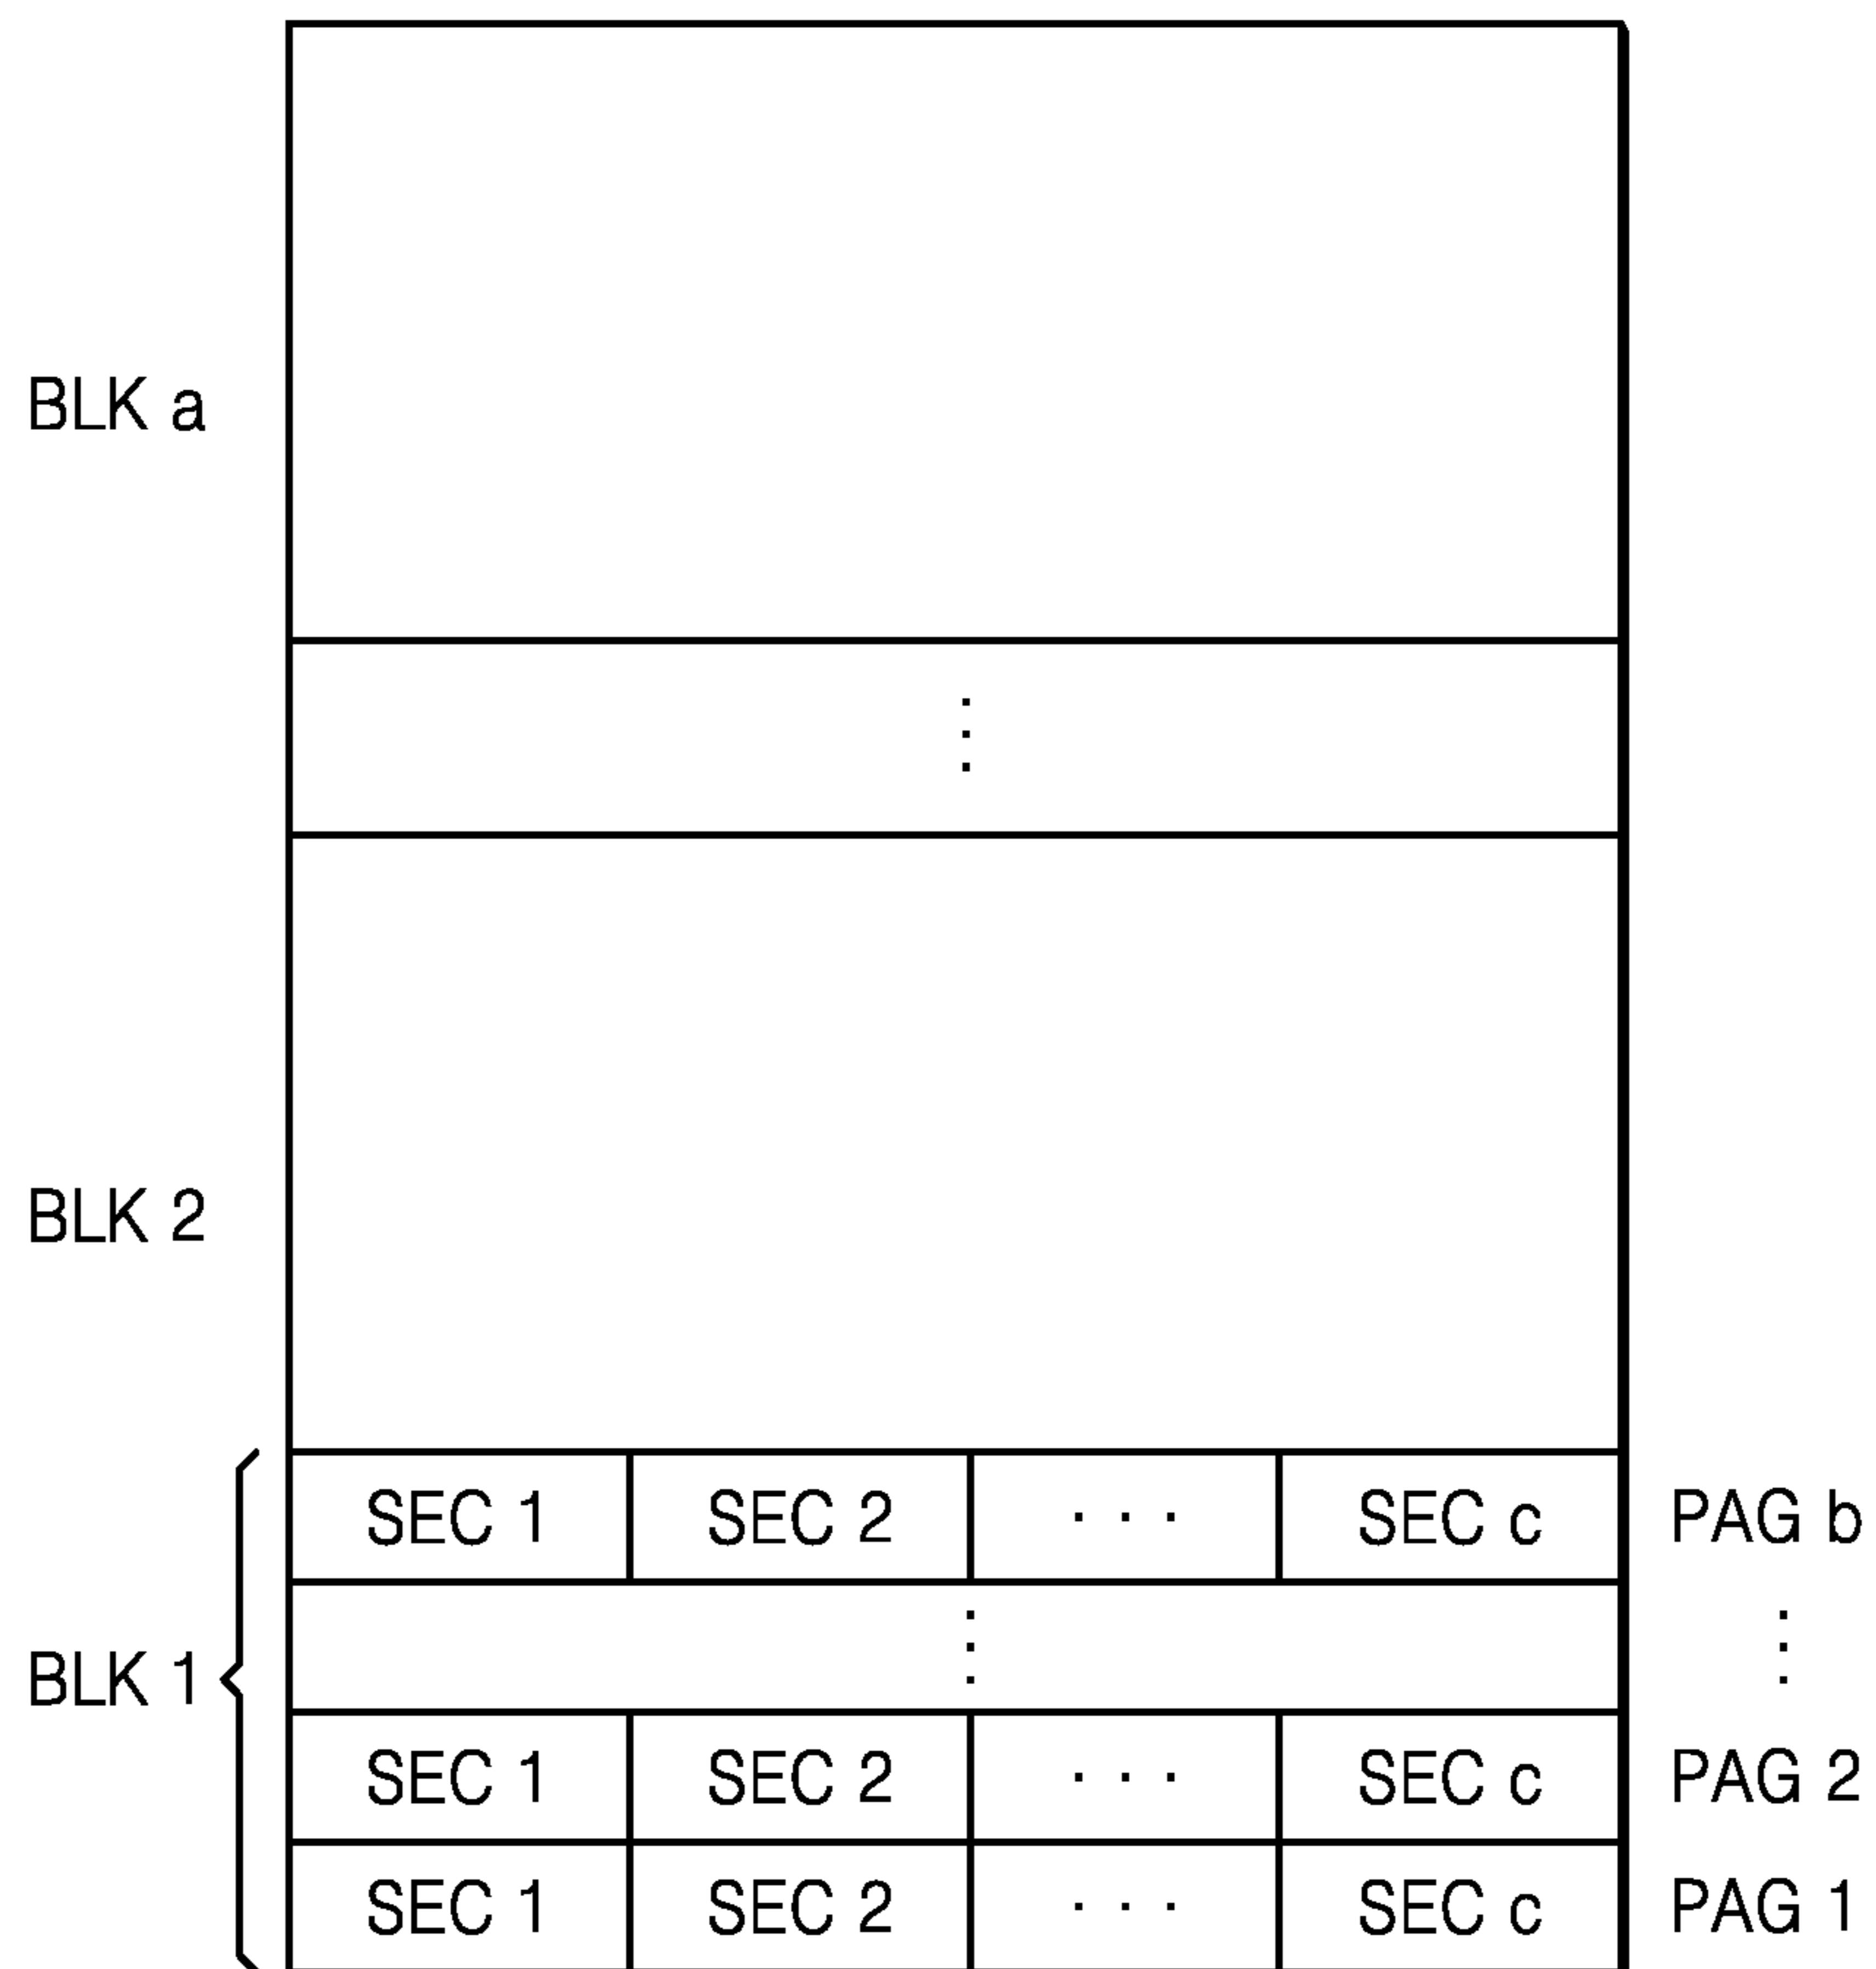 BLK a
⋮
BLK 2
SEC 1 SEC 2 ... SEC c PAG b
⋮ ⋮
BLK 1
SEC 1 SEC 2 ... SEC c PAG 2
SEC 1 SEC 2 ... SEC c PAG 1